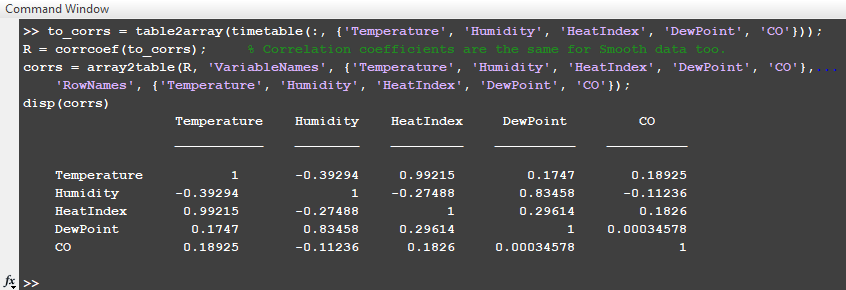 Command Window
>> to_corrs = table2array(timetable(:, {'Temperature', 'Humidity', 'HeatIndex', 'DewPoint', 'CO'}));
R = corrcoef(to_corrs);     % Correlation coefficients are the same for Smooth data too.
corrs = array2table(R, 'VariableNames', {'Temperature', 'Humidity', 'HeatIndex', 'DewPoint', 'CO'},...
    'RowNames', {'Temperature', 'Humidity', 'HeatIndex', 'DewPoint', 'CO'});
disp(corrs)
Temperature Humidity HeatIndex DewPoint CO
Temperature 1 -0.39294 0.99215 0.1747 0.18925
Humidity -0.39294 1 -0.27488 0.83458 -0.11236
HeatIndex 0.99215 -0.27488 1 0.29614 0.1826
DewPoint 0.1747 0.83458 0.29614 1 0.00034578
CO 0.18925 -0.11236 0.1826 0.00034578 1
fx >>